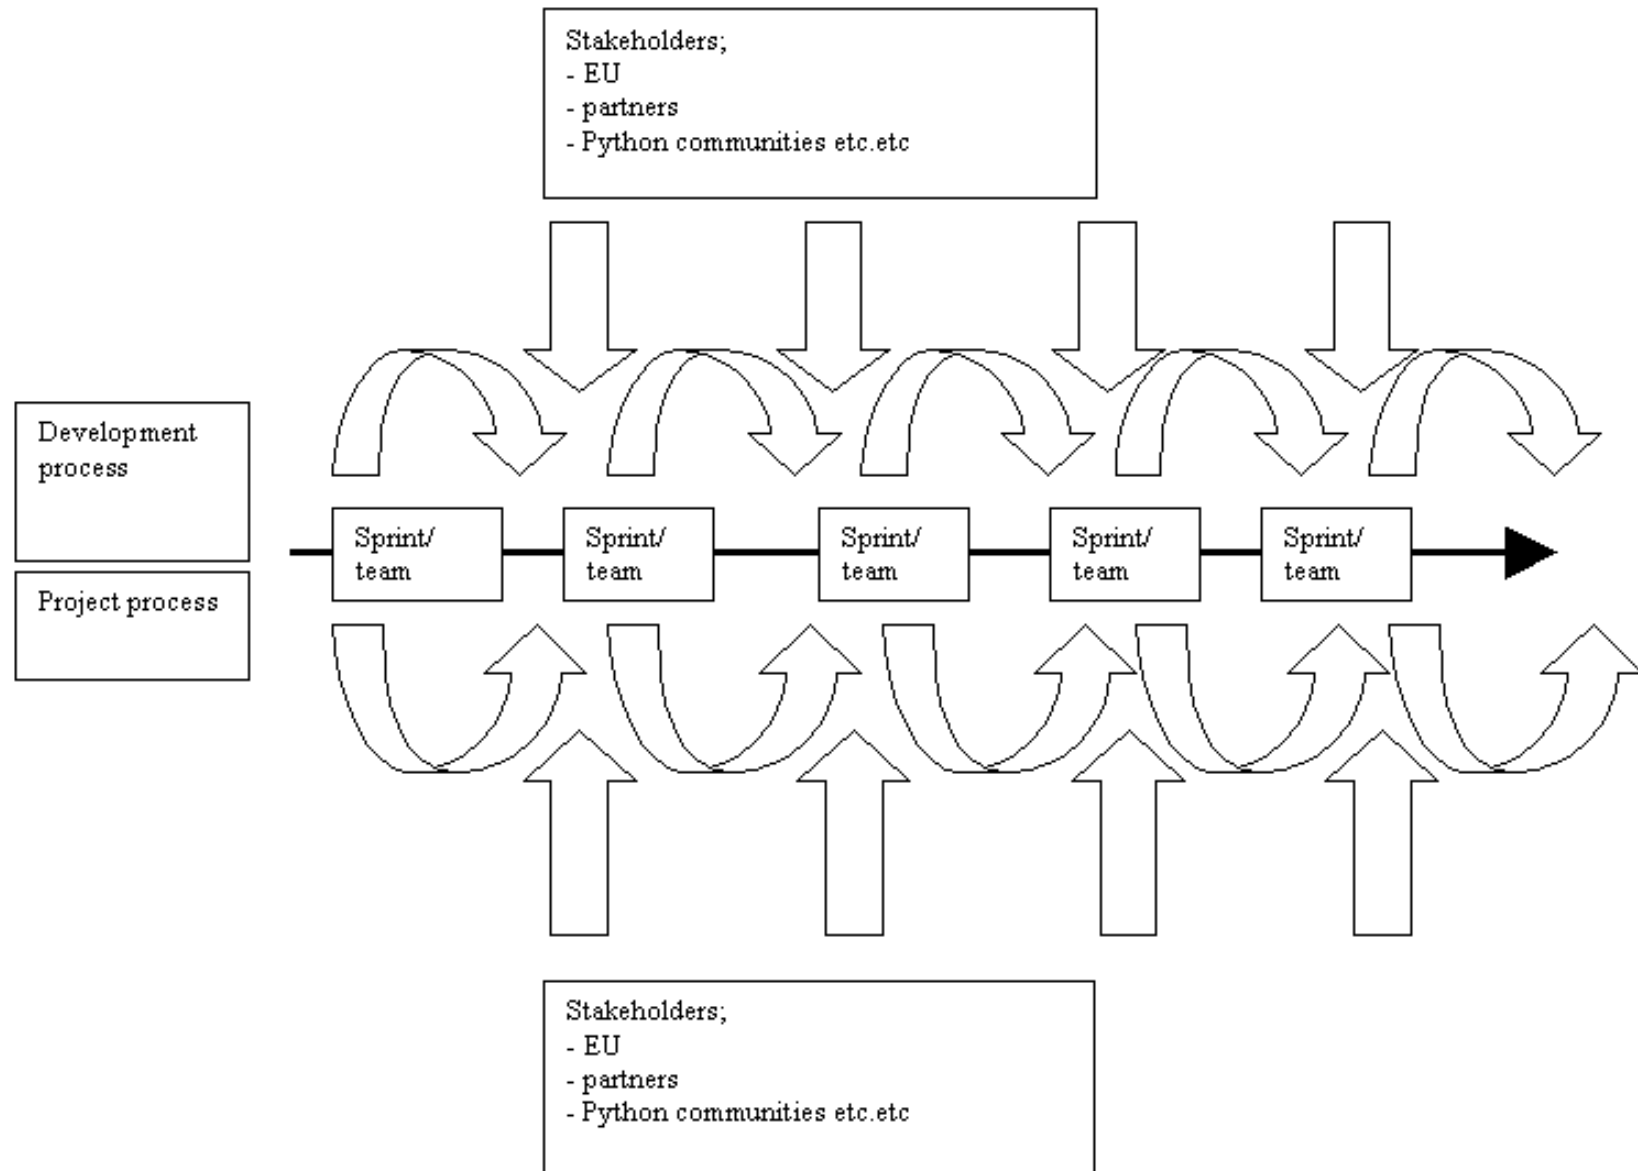 Stakeholders;
- EU
- partners
- Python communities etc.etc
Development
process
Project process
Sprint/
team
Sprint/
team
Sprint/
team
Sprint/
team
Sprint/
team
Stakeholders;
- EU
- partners
- Python communities etc.etc